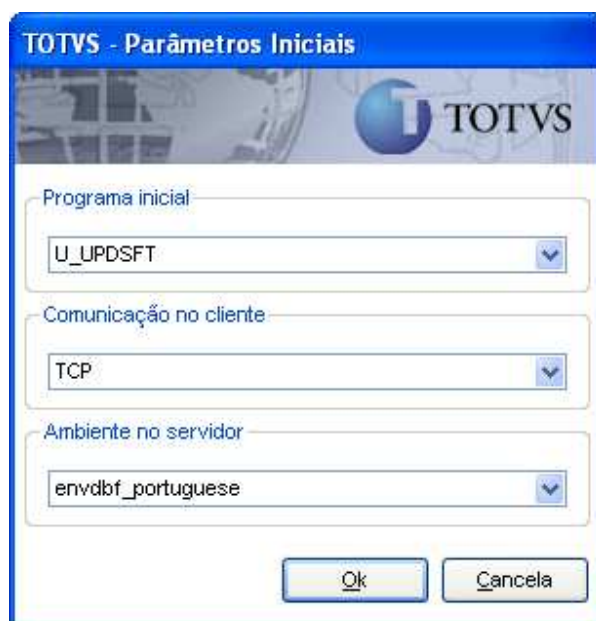 TOTVS - Parâmetros Iniciais
TOTVS
Programa inicial
U_UPDSFT
Comunicação no cliente
TCP
Ambiente no servidor
envdbf_portuguese
Ok
Cancela